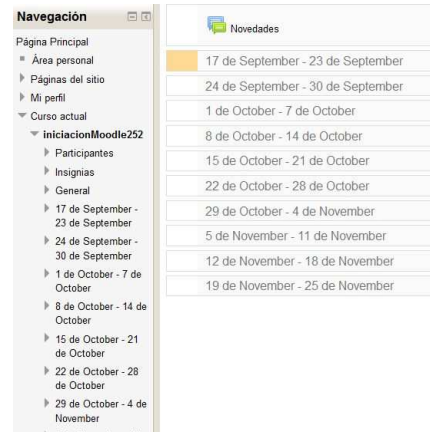 Navegación
Página Principal
Área personal
Páginas del sitio
Mi perfil
Curso actual
iniciacionMoodle252
Participantes
Insignias
General
17 de September -
23 de September
24 de September -
30 de September
1 de October - 7 de
October
8 de October - 14 de
October
15 de October - 21
de October
22 de October - 28
de October
29 de October - 4 de
November
Novedades
17 de September - 23 de September
24 de September - 30 de September
1 de October - 7 de October
8 de October - 14 de October
15 de October - 21 de October
22 de October - 28 de October
29 de October - 4 de November
5 de November - 11 de November
12 de November - 18 de November
19 de November - 25 de November